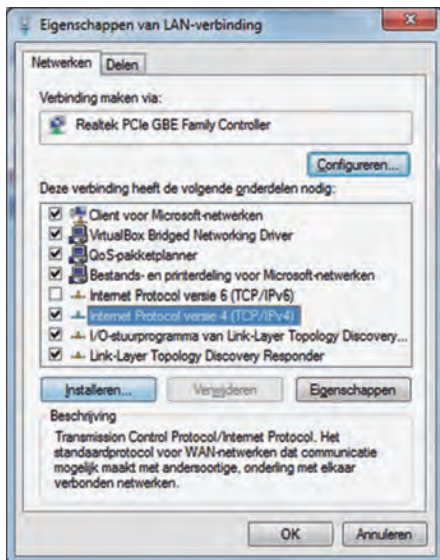 Eigenschappen van LAN-verbinding
Netwerken Delen
Verbinding maken via:
Realtek PCIe GBE Family Controller
Configureren...
Deze verbinding heeft de volgende onderdelen nodig:
Client voor Microsoft-netwerken
VirtualBox Bridged Networking Driver
QoS-pakketplanner
Bestands- en printerdeling voor Microsoft-netwerken
Internet Protocol versie 6 (TCP/IPv6)
Internet Protocol versie 4 (TCP/IPv4)
I/O-stuurprogramma van Link-Layer Topology Discovery...
Link-Layer Topology Discovery Responder
Installeren... Verwijderen Eigenschappen
Beschrijving
Transmission Control Protocol/Internet Protocol. Het
standaardprotocol voor WAN-netwerken dat communicatie
mogelijk maakt met andersoortige, onderling met elkaar
verbonden netwerken.
OK Annuleren